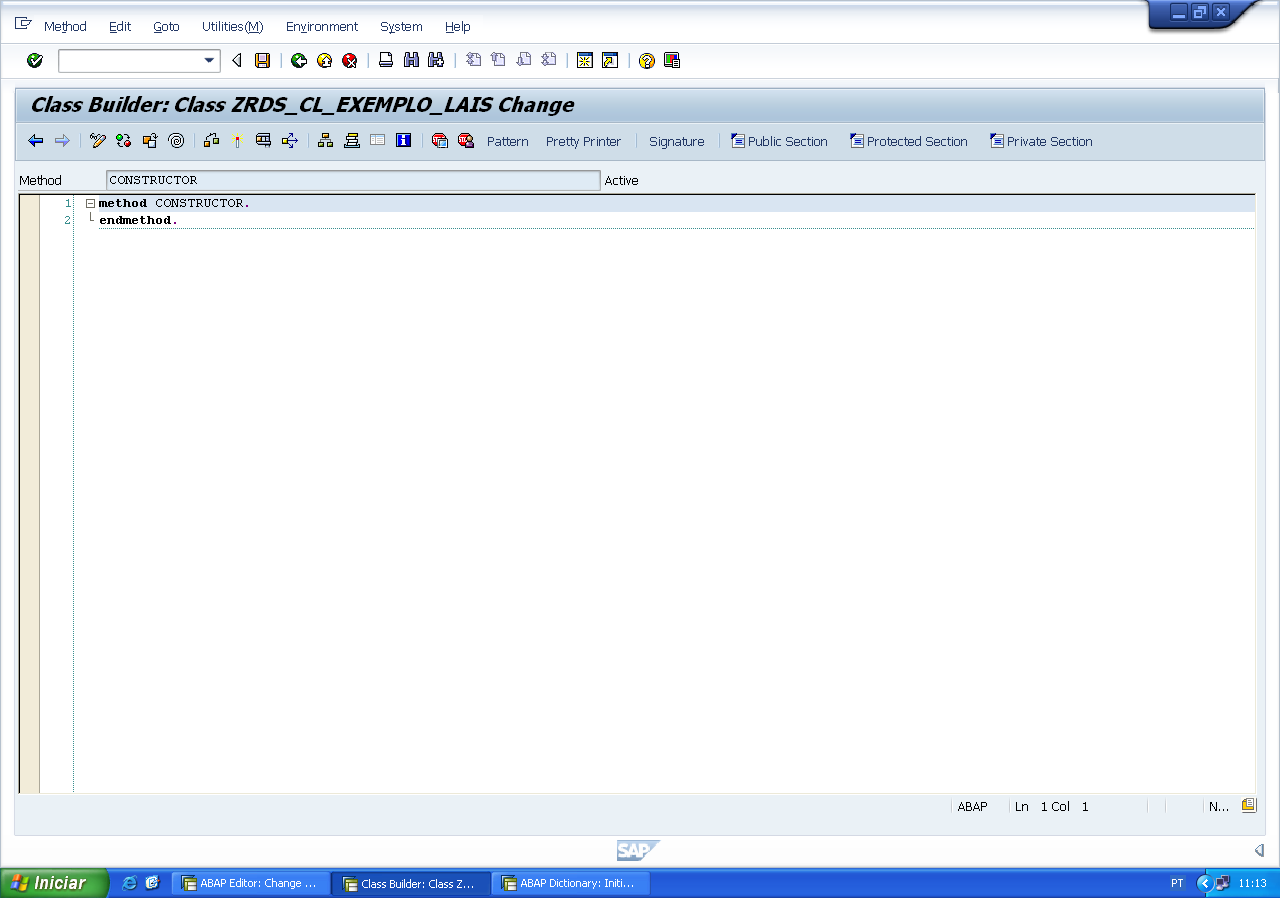 Method Edit Goto Utilities(M) Environment System Help
Class Builder: Class ZRDS_CL_EXEMPLO_LAIS Change
Pattern Pretty Printer Signature Public Section Protected Section Private Section
Method CONSTRUCTOR Active
1 method CONSTRUCTOR.
2 endmethod.
ABAP Ln 1 Col 1 N...
SAP
Iniciar ABAP Editor: Change ... Class Builder: Class Z... ABAP Dictionary: Initi... PT 11:13